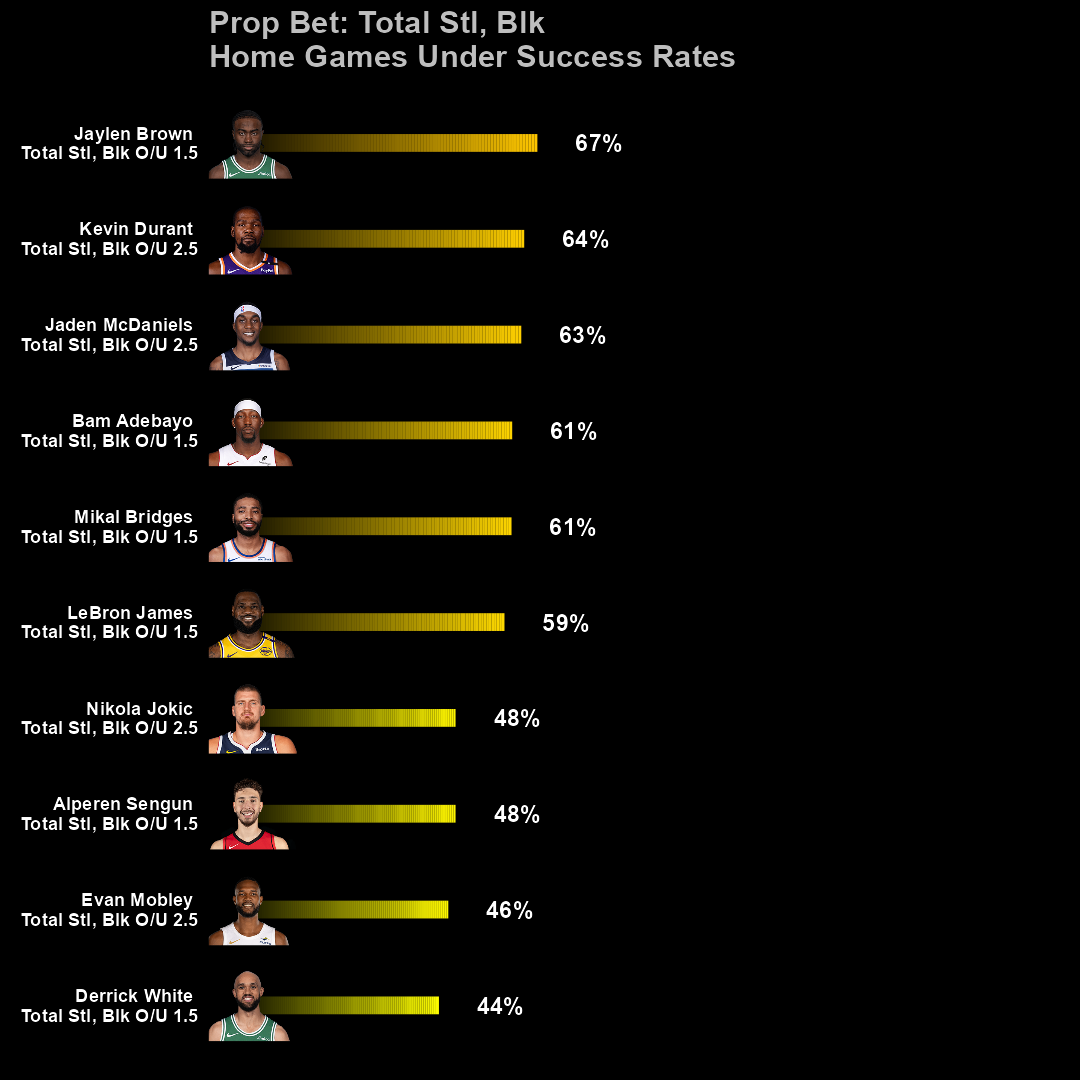 Prop Bet: Total Stl, Blk
Home Games Under Success Rates
Jaylen Brown
Total Stl, Blk O/U 1.5
67%
Kevin Durant
Total Stl, Blk O/U 2.5
64%
Jaden McDaniels
Total Stl, Blk O/U 2.5
63%
Bam Adebayo
Total Stl, Blk O/U 1.5
61%
Mikal Bridges
Total Stl, Blk O/U 1.5
61%
LeBron James
Total Stl, Blk O/U 1.5
59%
Nikola Jokic
Total Stl, Blk O/U 2.5
48%
Alperen Sengun
Total Stl, Blk O/U 1.5
48%
Evan Mobley
Total Stl, Blk O/U 2.5
46%
Derrick White
Total Stl, Blk O/U 1.5
44%